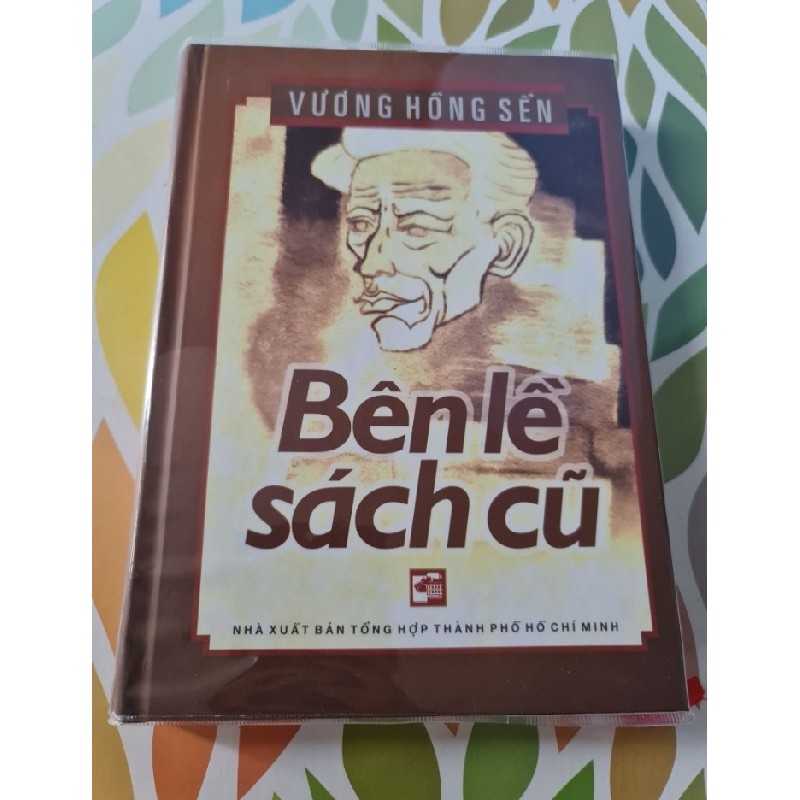 VƯƠNG HỒNG SỂN
Bên lề
sách cũ
NHÀ XUẤT BẢN TỔNG HỢP THÀNH PHỐ HỒ CHÍ MINH